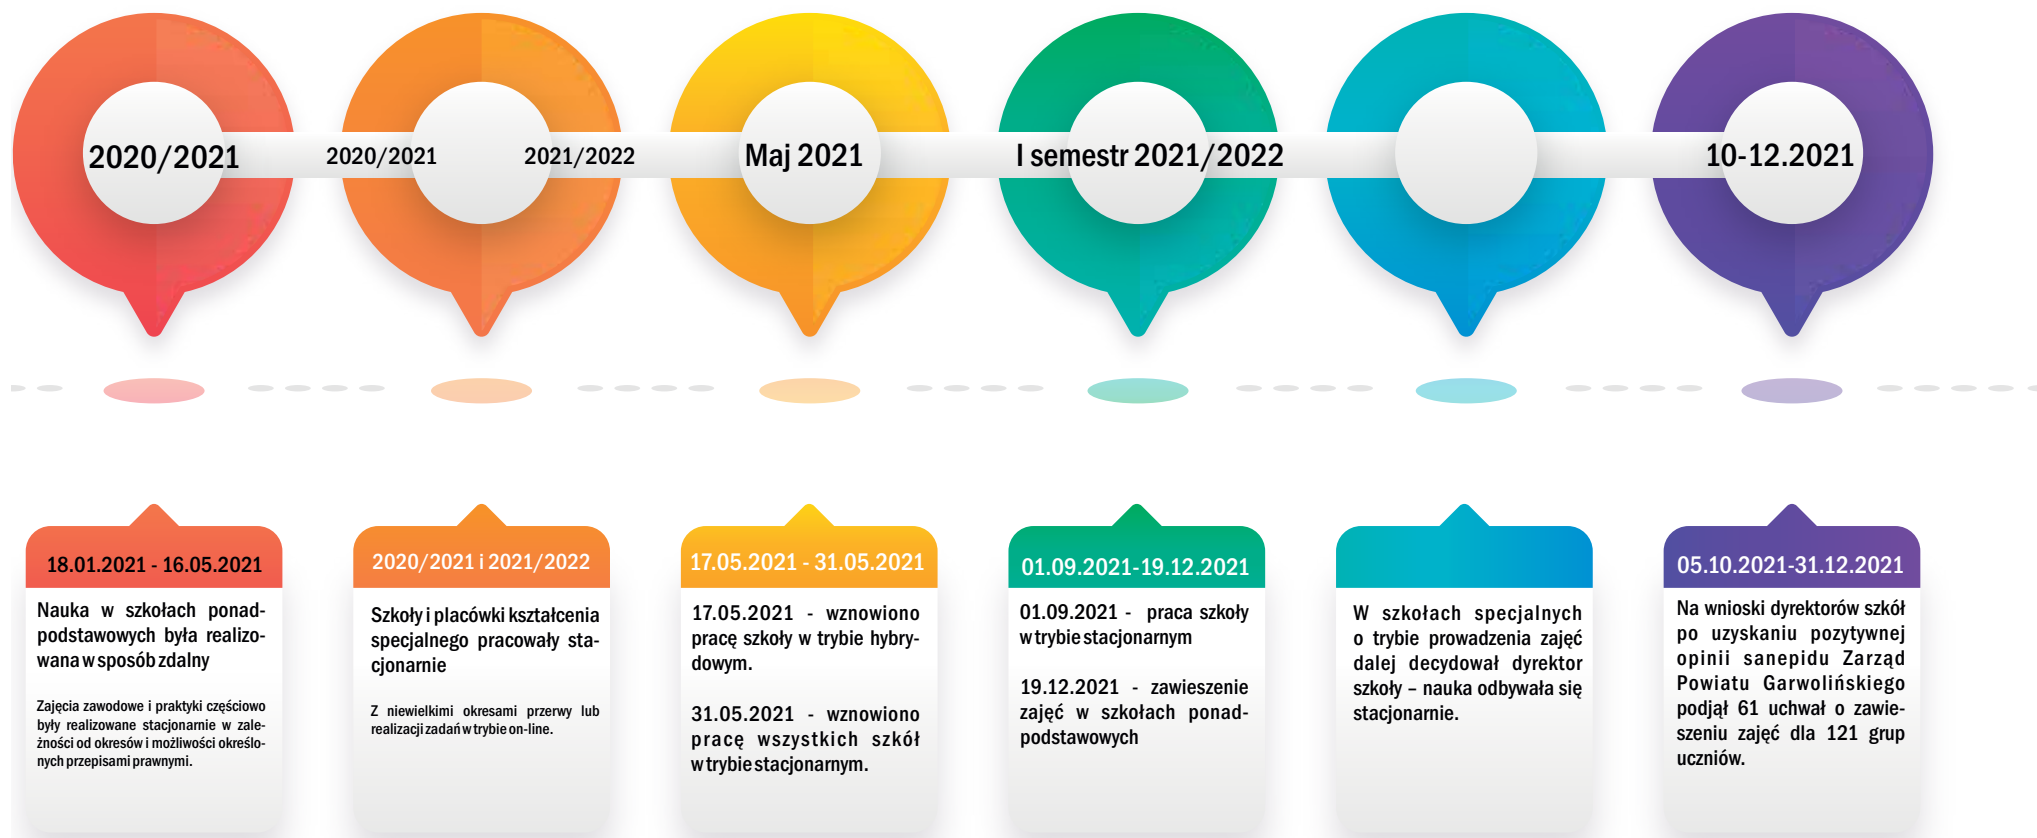 2020/2021
2020/2021
2021/2022
Maj 2021
I semestr 2021/2022
10-12.2021
18.01.2021 - 16.05.2021
Nauka w szkołach ponad-
podstawowych była realizo-
wana w sposób zdalny
Zajęcia zawodowe i praktyki częściowo
były realizowane stacjonarnie w zale-
żności od okresów i możliwości określo-
nych przepisami prawnymi.
2020/2021 i 2021/2022
Szkoły i placówki kształcenia
specjalnego pracowały sta-
cjonarnie
Z niewielkimi okresami przerwy lub
realizacji zadań w trybie on-line.
17.05.2021 - 31.05.2021
17.05.2021 - wznowiono
pracę szkoły w trybie hybry-
dowym.
31.05.2021 - wznowiono
pracę wszystkich szkół
w trybie stacjonarnym.
01.09.2021-19.12.2021
01.09.2021 - praca szkoły
w trybie stacjonarnym
19.12.2021 - zawieszenie
zajęć w szkołach ponad-
podstawowych
W szkołach specjalnych
o trybie prowadzenia zajęć
dalej decydował dyrektor
szkoły – nauka odbywała się
stacjonarnie.
05.10.2021-31.12.2021
Na wnioski dyrektorów szkół
po uzyskaniu pozytywnej
opinii sanepidu Zarząd
Powiatu Garwolińskiego
podjął 61 uchwał o zawie-
szeniu zajęć dla 121 grup
uczniów.